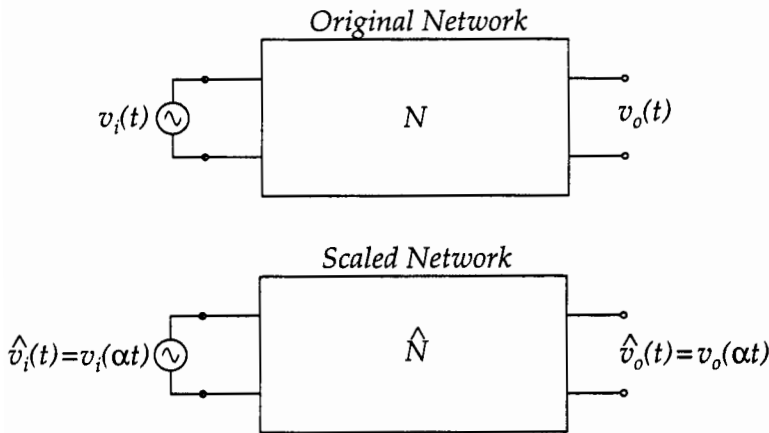 Original Network
v_i(t)
N
v_o(t)
Scaled Network
v̂_i(t)=v_i(αt)
N̂
v̂_o(t)=v_o(αt)